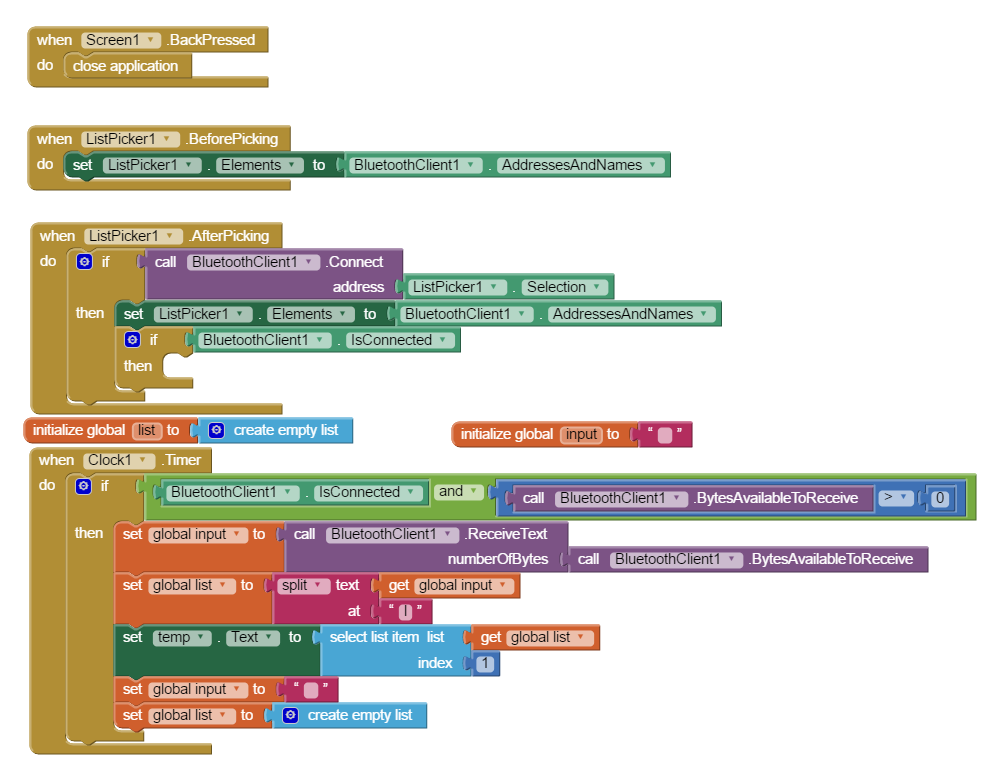 when Screen1 .BackPressed
do close application
when ListPicker1 .BeforePicking
do set ListPicker1 . Elements to BluetoothClient1 . AddressesAndNames
when ListPicker1 .AfterPicking
do if call BluetoothClient1 .Connect
address ListPicker1 . Selection
then set ListPicker1 . Elements to BluetoothClient1 . AddressesAndNames
if BluetoothClient1 . IsConnected
then
initialize global list to create empty list
initialize global input to " "
when Clock1 .Timer
do if BluetoothClient1 . IsConnected and call BluetoothClient1 .BytesAvailableToReceive > 0
then set global input to call BluetoothClient1 .ReceiveText
numberOfBytes call BluetoothClient1 .BytesAvailableToReceive
set global list to split text get global input
at " | "
set temp . Text to select list item list get global list
index 1
set global input to " "
set global list to create empty list